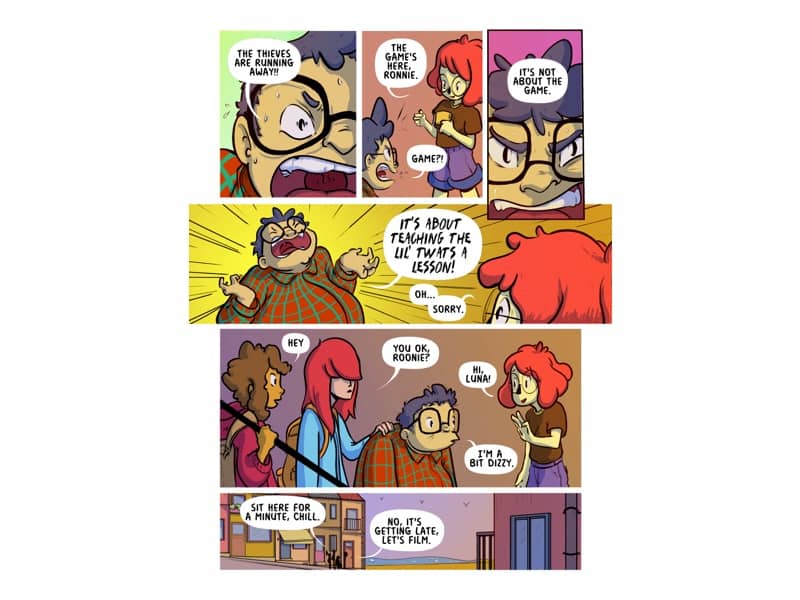 THE THIEVES
ARE RUNNING
AWAY!!
THE
GAME'S
HERE,
RONNIE.
GAME?!
IT'S NOT
ABOUT THE
GAME.
IT'S ABOUT
TEACHING THE
LIL' TWATS A
LESSON!
OH...
SORRY.
HEY
YOU OK,
ROONIE?
HI,
LUNA!
I'M A
BIT DIZZY.
SIT HERE FOR
A MINUTE, CHILL.
NO, IT'S
GETTING LATE,
LET'S FILM.